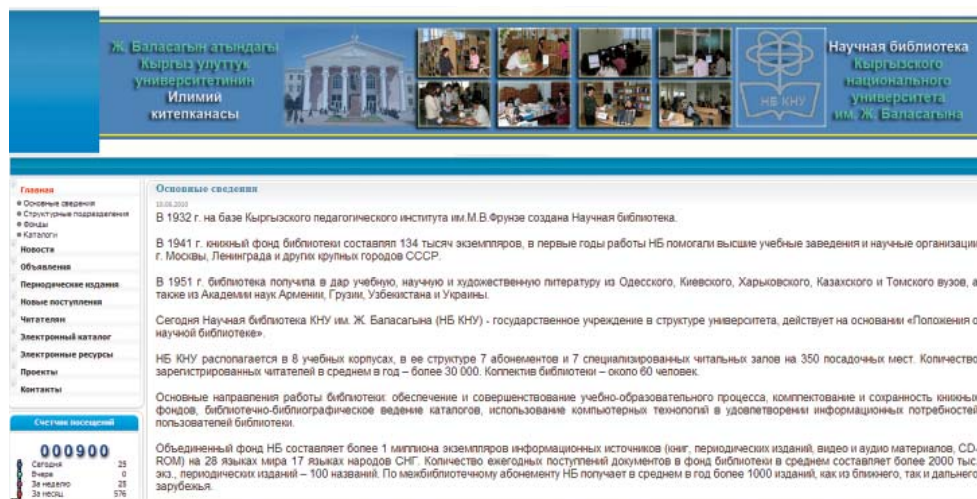 Ж. Баласагын атындагы
Кыргыз улуттук
университетинин
Илимий
китепканасы
НБ КНУ
Научная библиотека
Кыргызского
национального
университета
им. Ж. Баласагына
Главная
Основные сведения
Структурные подразделения
Фонды
Каталоги
Новости
Объявления
Периодические издания
Новые поступления
Читателям
Электронный каталог
Электронные ресурсы
Проекты
Контакты
Счетчик посещений
000900
Сегодня 25
Вчера 0
За неделю 25
За месяц 576
Основные сведения
В 1932 г. на базе Кыргызского педагогического института им.М.В.Фрунзе создана Научная библиотека.
В 1941 г. книжный фонд библиотеки составлял 134 тысяч экземпляров, в первые годы работы НБ помогали высшие учебные заведения и научные организации
г. Москвы, Ленинграда и других крупных городов СССР.
В 1951 г. библиотека получила в дар учебную, научную и художественную литературу из Одесского, Киевского, Харьковского, Казахского и Томского вузов, а
также из Академии наук Армении, Грузии, Узбекистана и Украины.
Сегодня Научная библиотека КНУ им. Ж. Баласагына (НБ КНУ) - государственное учреждение в структуре университета, действует на основании «Положения о
научной библиотеке».
НБ КНУ располагается в 8 учебных корпусах, в ее структуре 7 абонементов и 7 специализированных читальных залов на 350 посадочных мест. Количество
зарегистрированных читателей в среднем в год – более 30 000. Коллектив библиотеки – около 60 человек.
Основные направления работы библиотеки: обеспечение и совершенствование учебно-образовательного процесса, комплектование и сохранность книжных
фондов, библиотечно-библиографическое ведение каталогов, использование компьютерных технологий в удовлетворении информационных потребностей
пользователей библиотеки.
Объединенный фонд НБ составляет более 1 миллиона экземпляров информационных источников (книг, периодических изданий, видео и аудио материалов, CD-
ROM) на 28 языках мира 17 языках народов СНГ. Количество ежегодных поступлений документов в фонд библиотеки в среднем составляет более 2000 тыс.
экз., периодических изданий – 100 названий. По межбиблиотечному абонементу НБ получает в среднем в год более 1000 изданий, как из ближнего, так и дальнего
зарубежья.